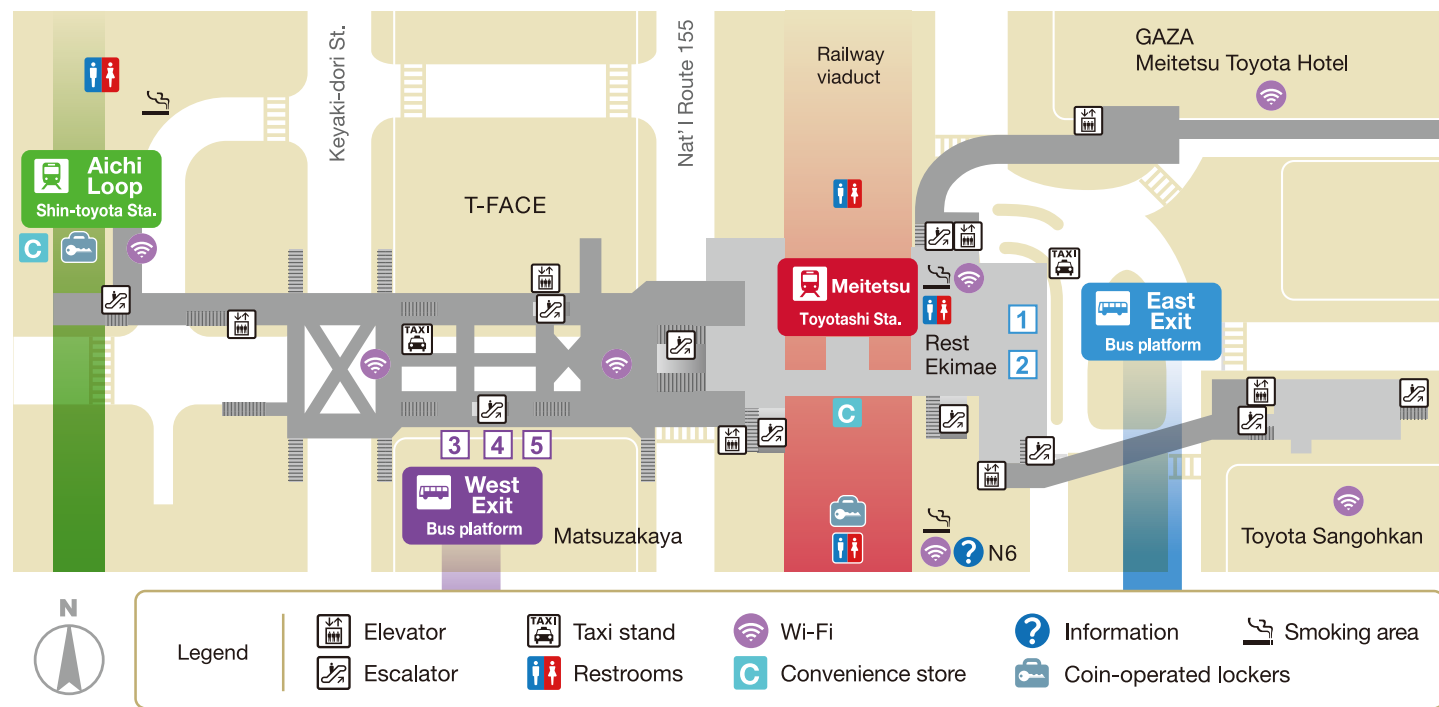 GAZA
Meitetsu Toyota Hotel
Keyaki-dori St.
Nat' l Route 155
Railway
viaduct
Aichi
Loop
Shin-toyota Sta.
C
T-FACE
TAXI
Meitetsu
Toyotashi Sta.
East
Exit
Bus platform
1
2
Rest
Ekimae
TAXI
C
3
4
5
West
Exit
Bus platform
Matsuzakaya
? N6
Toyota Sangohkan
N
Legend
Elevator
TAXI Taxi stand
Wi-Fi
? Information
Smoking area
Escalator
Restrooms
C Convenience store
Coin-operated lockers